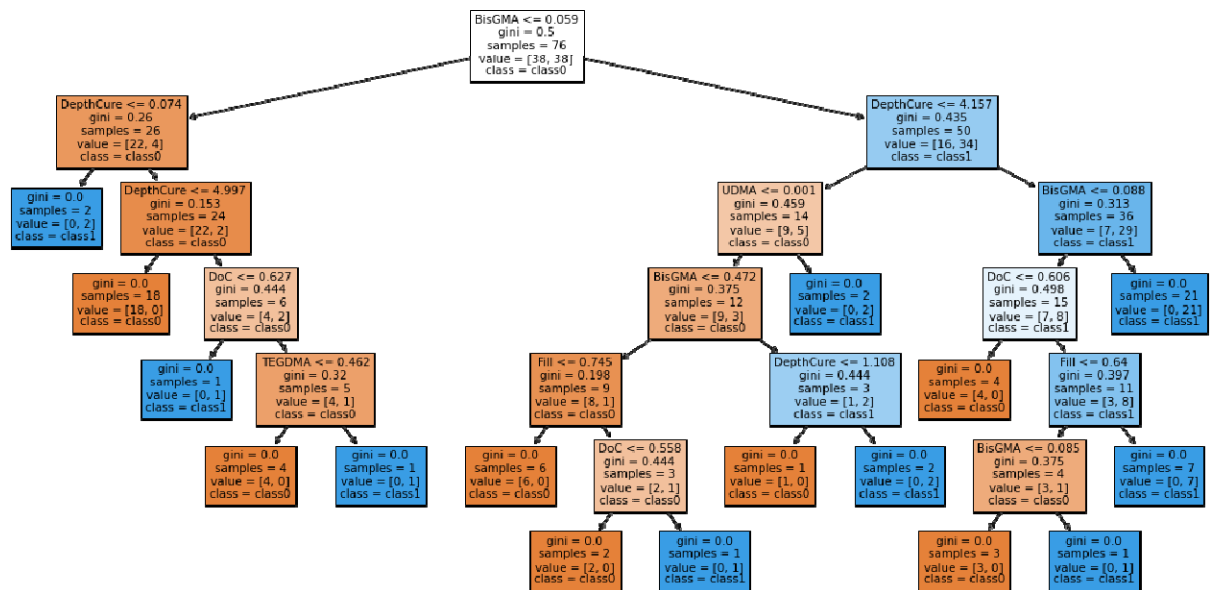 BisGMA <= 0.059
gini = 0.5
samples = 76
value = [38, 38]
class = class0
DepthCure <= 0.074
gini = 0.26
samples = 26
value = [22, 4]
class = class0
DepthCure <= 4.157
gini = 0.435
samples = 50
value = [16, 34]
class = class1
gini = 0.0
samples = 2
value = [0, 2]
class = class1
DepthCure <= 4.997
gini = 0.153
samples = 24
value = [22, 2]
class = class0
UDMA <= 0.001
gini = 0.459
samples = 14
value = [9, 5]
class = class0
BisGMA <= 0.088
gini = 0.313
samples = 36
value = [7, 29]
class = class1
gini = 0.0
samples = 18
value = [18, 0]
class = class0
DoC <= 0.627
gini = 0.444
samples = 6
value = [4, 2]
class = class0
BisGMA <= 0.472
gini = 0.375
samples = 12
value = [9, 3]
class = class0
gini = 0.0
samples = 2
value = [0, 2]
class = class1
DoC <= 0.606
gini = 0.498
samples = 15
value = [7, 8]
class = class1
gini = 0.0
samples = 21
value = [0, 21]
class = class1
gini = 0.0
samples = 1
value = [0, 1]
class = class1
TEGDMA <= 0.462
gini = 0.32
samples = 5
value = [4, 1]
class = class0
Fill <= 0.745
gini = 0.198
samples = 9
value = [8, 1]
class = class0
DepthCure <= 1.108
gini = 0.444
samples = 3
value = [1, 2]
class = class1
gini = 0.0
samples = 4
value = [4, 0]
class = class0
Fill <= 0.64
gini = 0.397
samples = 11
value = [3, 8]
class = class1
gini = 0.0
samples = 4
value = [4, 0]
class = class0
gini = 0.0
samples = 1
value = [0, 1]
class = class1
gini = 0.0
samples = 6
value = [6, 0]
class = class0
DoC <= 0.558
gini = 0.444
samples = 3
value = [2, 1]
class = class0
gini = 0.0
samples = 1
value = [1, 0]
class = class0
gini = 0.0
samples = 2
value = [0, 2]
class = class1
BisGMA <= 0.085
gini = 0.375
samples = 4
value = [3, 1]
class = class0
gini = 0.0
samples = 7
value = [0, 7]
class = class1
gini = 0.0
samples = 2
value = [2, 0]
class = class0
gini = 0.0
samples = 1
value = [0, 1]
class = class1
gini = 0.0
samples = 3
value = [3, 0]
class = class0
gini = 0.0
samples = 1
value = [0, 1]
class = class1